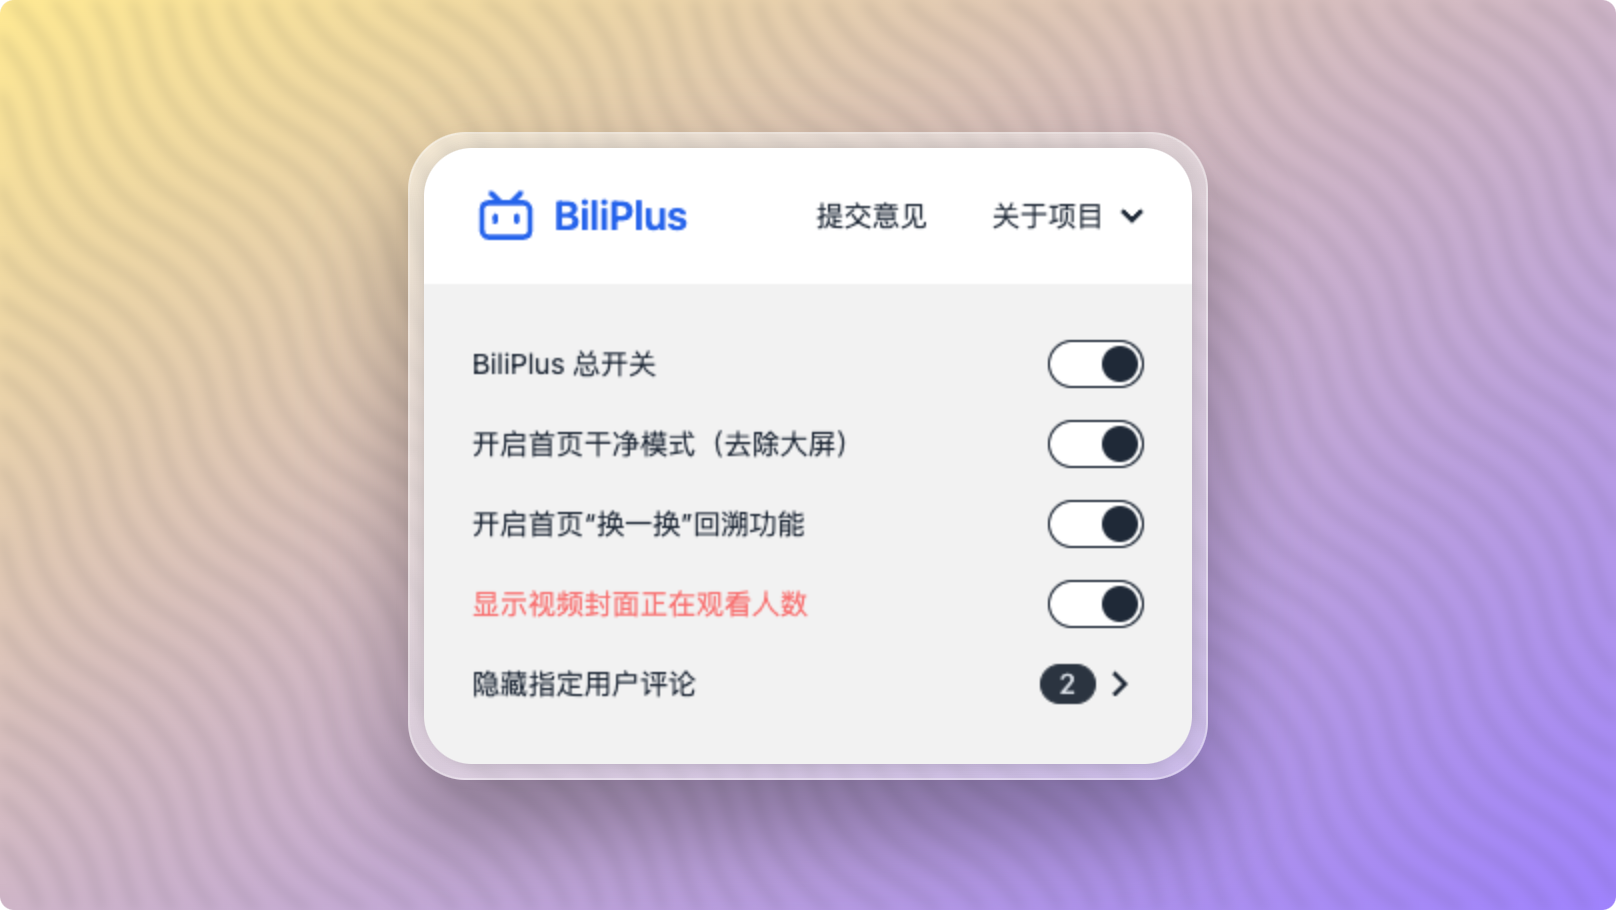 BiliPlus
提交意见
关于项目
BiliPlus 总开关
开启首页干净模式（去除大屏）
开启首页“换一换”回溯功能
显示视频封面正在观看人数
隐藏指定用户评论
2